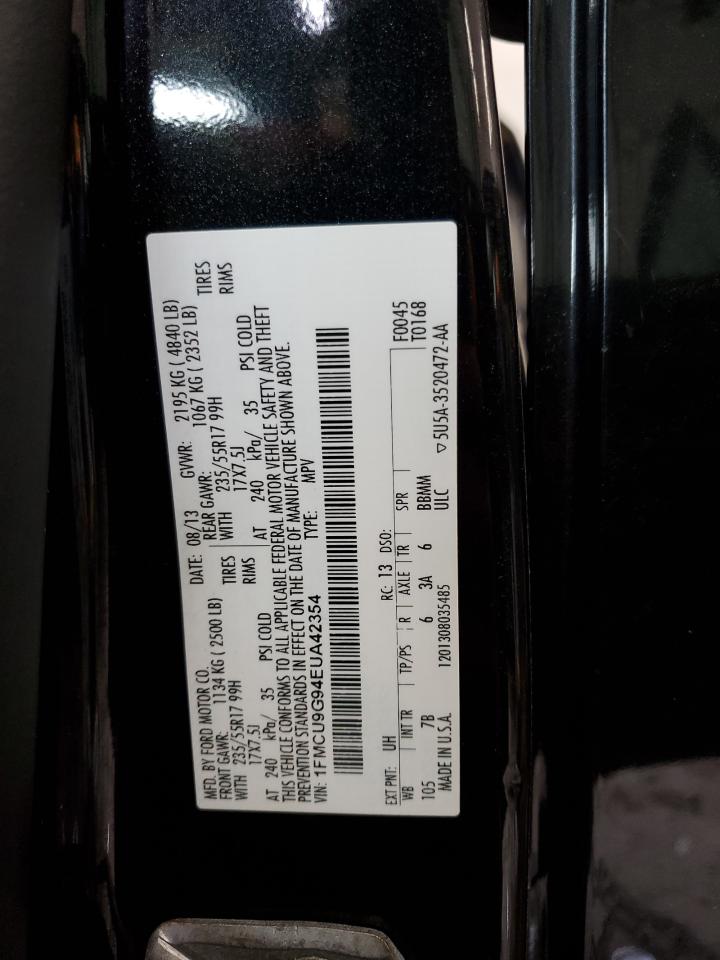 MFD. BY FORD MOTOR CO.
DATE: 08/13 GVWR: 2195 KG ( 4840 LB)
FRONT GAWR: 1134 KG ( 2500 LB) REAR GAWR: 1067 KG ( 2352 LB)
WITH 235/55R17 99H TIRES WITH 235/55R17 99H TIRES
17X7.5J RIMS 17X7.5J RIMS
AT 240 kPa/ 35 PSI COLD AT 240 kPa/ 35 PSI COLD
THIS VEHICLE CONFORMS TO ALL APPLICABLE FEDERAL MOTOR VEHICLE SAFETY AND THEFT
PREVENTION STANDARDS IN EFFECT ON THE DATE OF MANUFACTURE SHOWN ABOVE.
VIN: 1FMCU9G94EUA42354 TYPE: MPV
EXT PNT: UH RC: 13 DSO: F0045
WB INT TR TP/PS R AXLE TR SPR T0168
105 7B 6 3A 6 BBMM
MADE IN U.S.A. 1201308035485 ULC ▽5U5A-3520472-AA